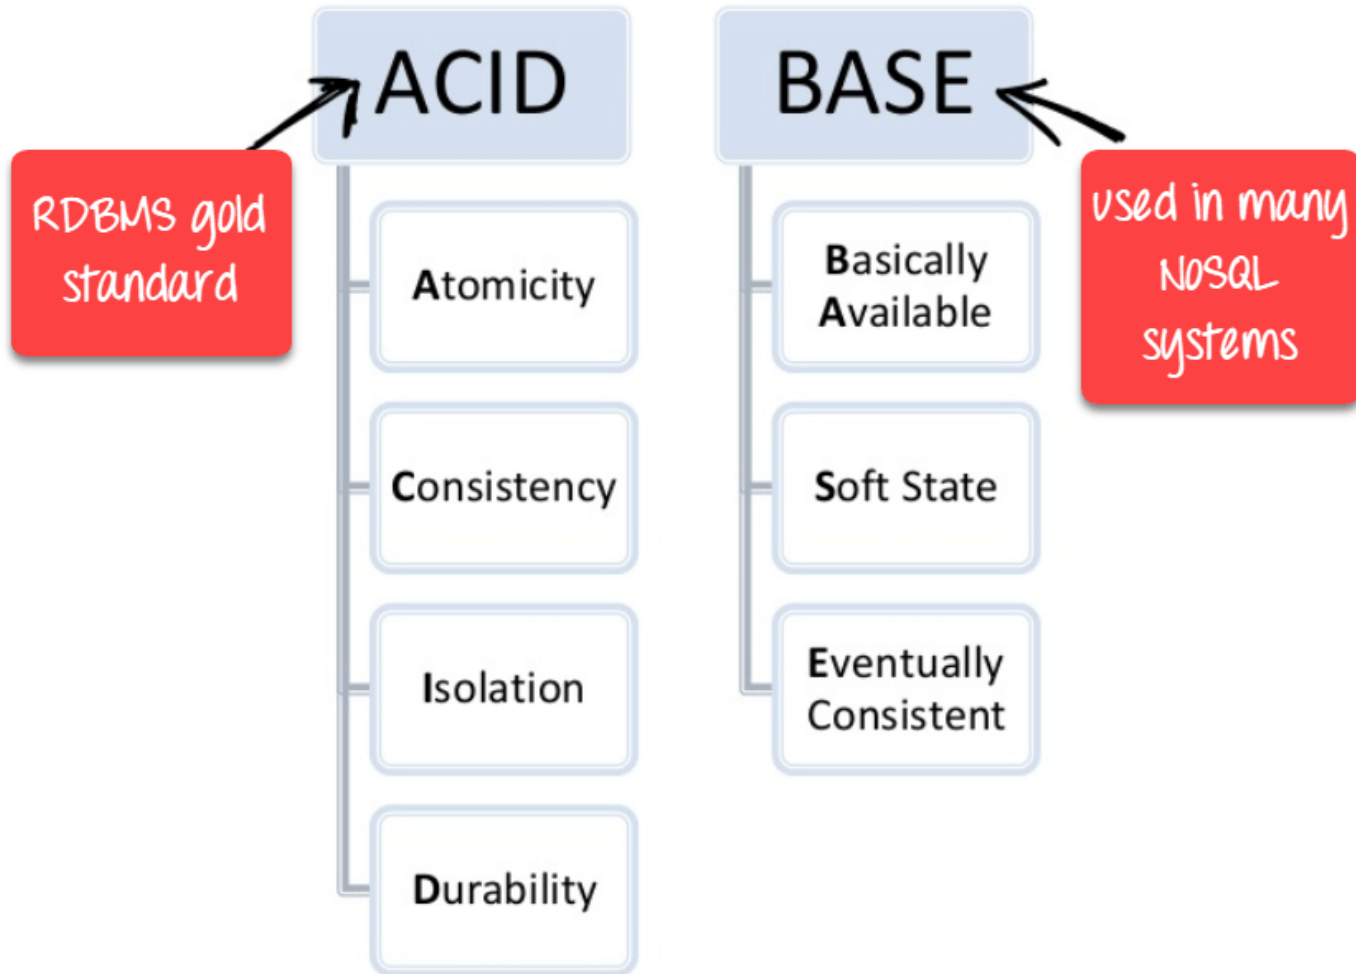 ACID
BASE
RDBMS gold
standard
used in many
NoSQL
systems
Atomicity
Consistency
Isolation
Durability
Basically
Available
Soft State
Eventually
Consistent